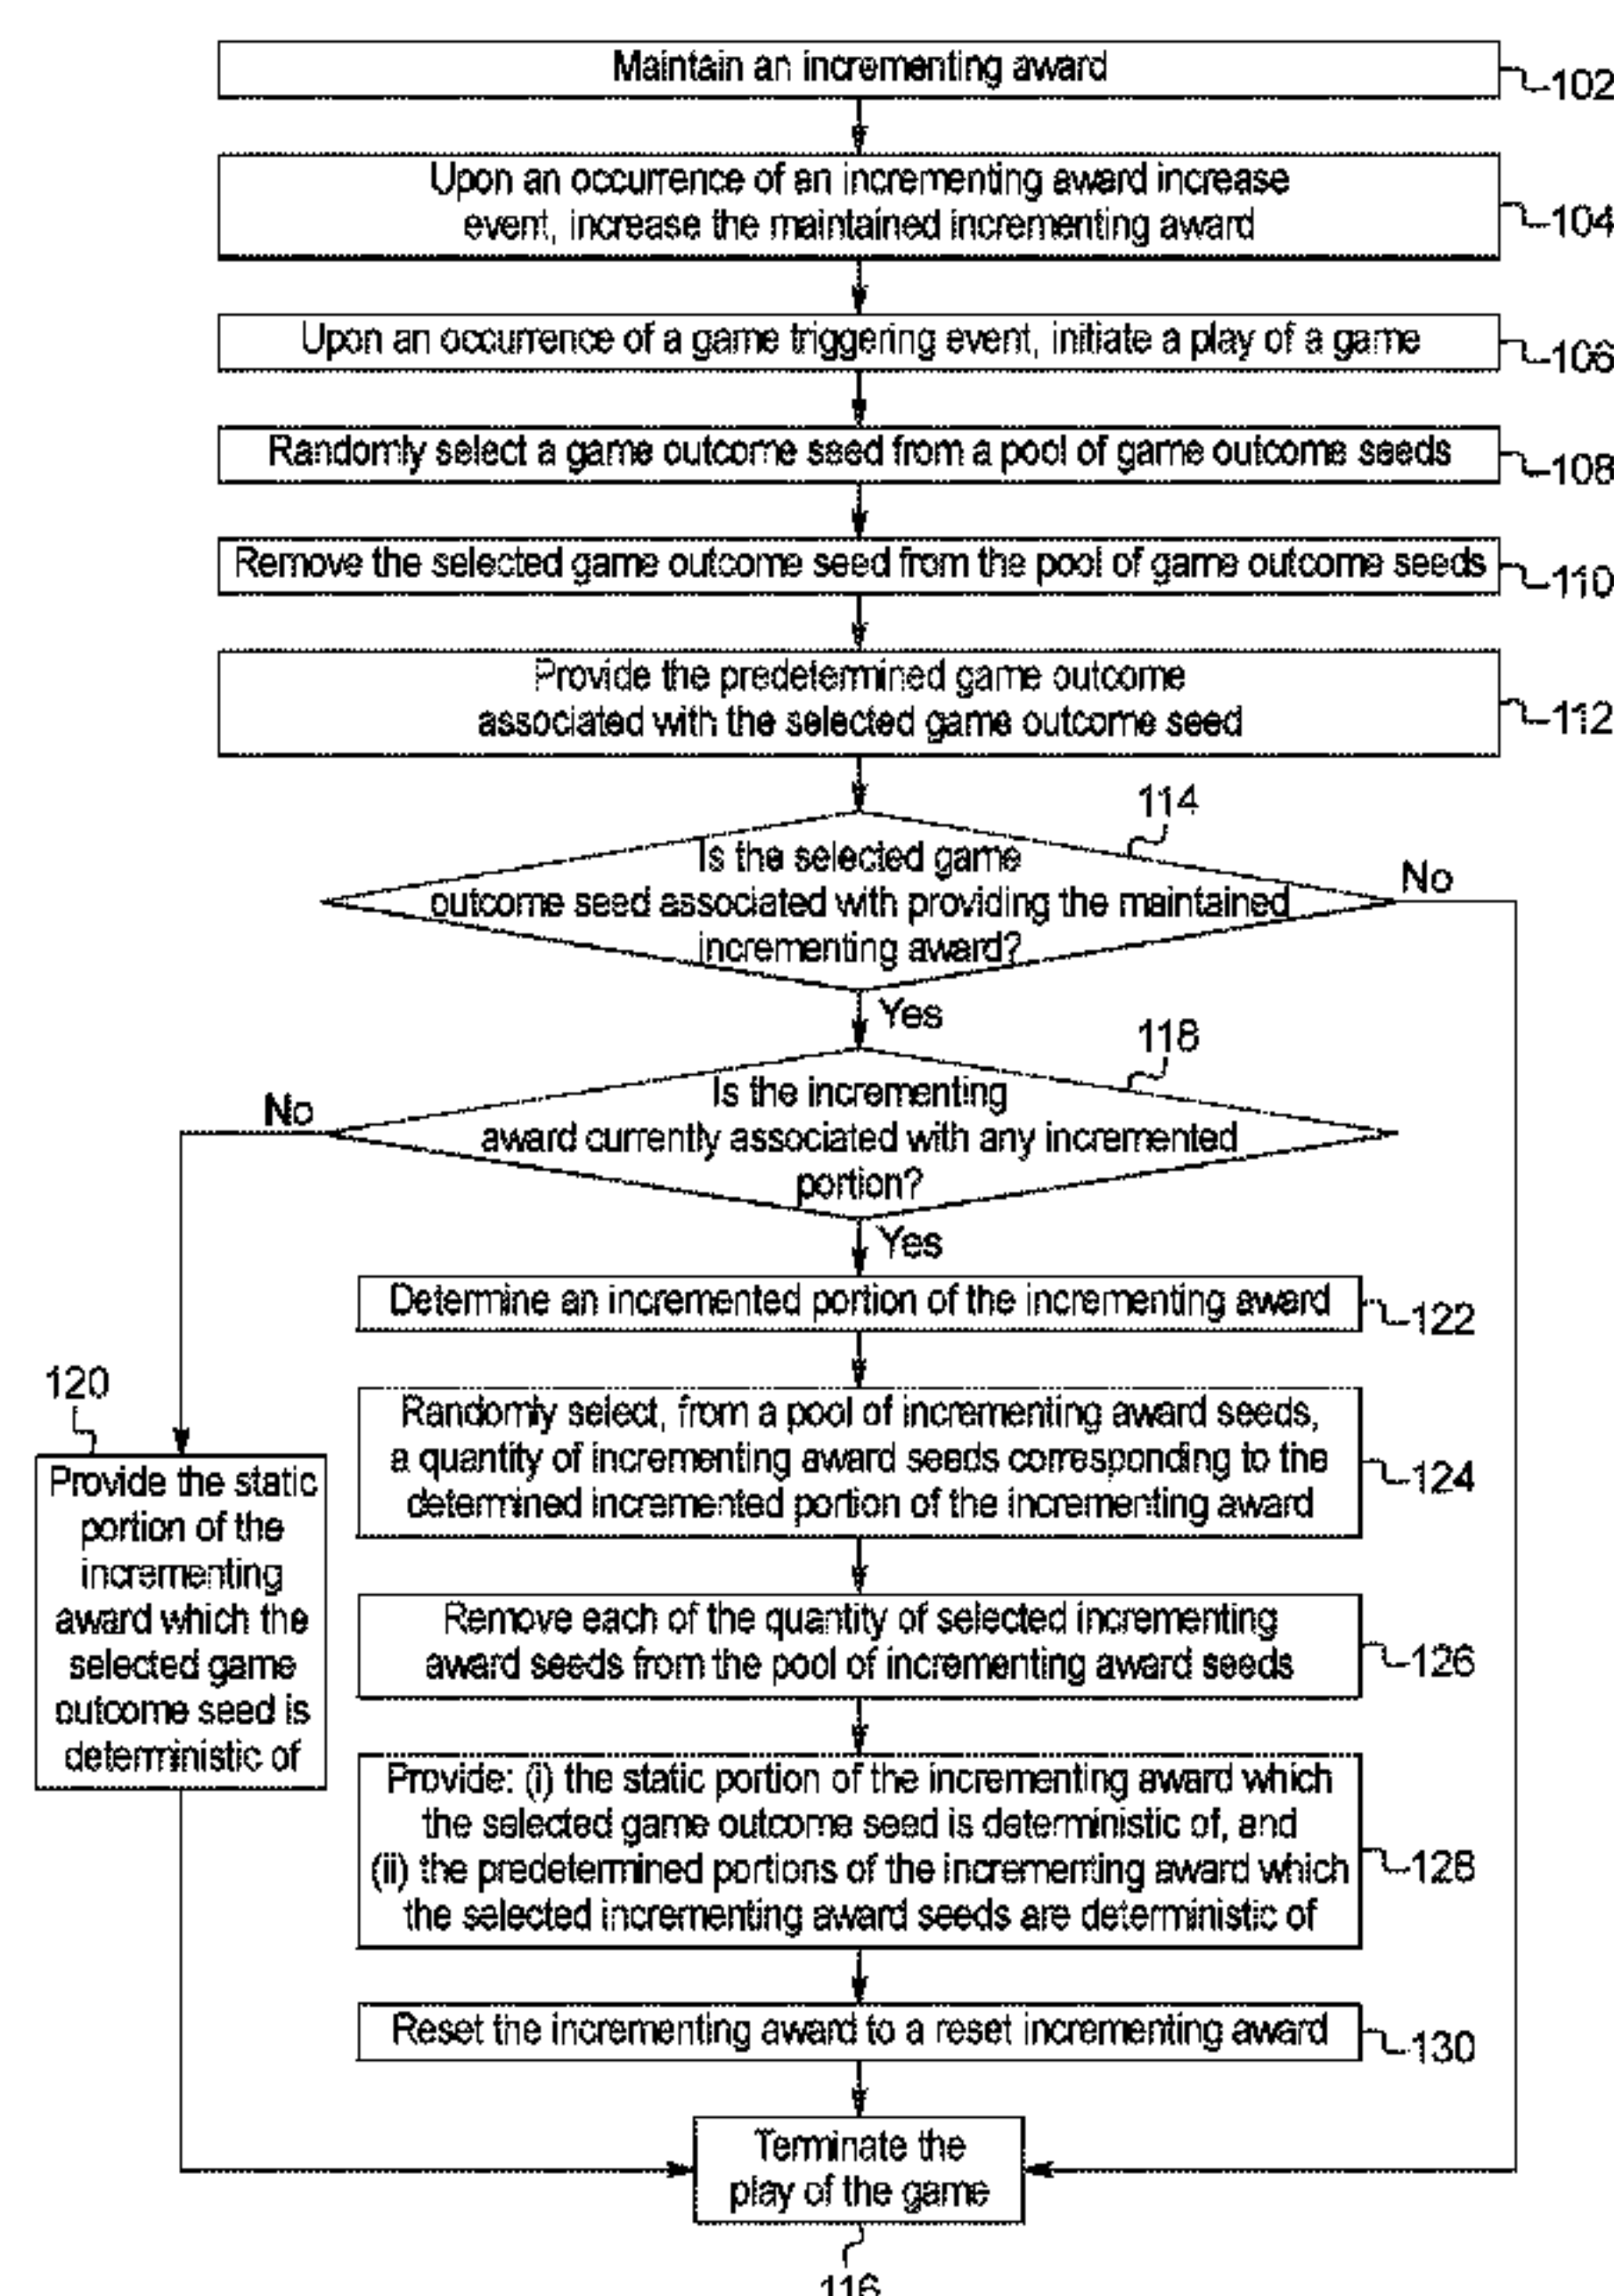 Maintain an incrementing award
102
Upon an occurrence of an incrementing award increase
event, increase the maintained incrementing award
104
Upon an occurrence of a game triggering event, initiate a play of a game
106
Randomly select a game outcome seed from a pool of game outcome seeds
108
Remove the selected game outcome seed from the pool of game outcome seeds
110
Provide the predetermined game outcome
associated with the selected game outcome seed
112
114
Is the selected game
outcome seed associated with providing the maintained
incrementing award?
No
Yes
118
Is the incrementing
award currently associated with any incremented
portion?
No
Yes
Determine an incremented portion of the incrementing award
122
120
Provide the static
portion of the
incrementing
award which the
selected game
outcome seed is
deterministic of
Randomly select, from a pool of incrementing award seeds,
a quantity of incrementing award seeds corresponding to the
determined incremented portion of the incrementing award
124
Remove each of the quantity of selected incrementing
award seeds from the pool of incrementing award seeds
126
Provide: (i) the static portion of the incrementing award which
the selected game outcome seed is deterministic of, and
(ii) the predetermined portions of the incrementing award which
the selected incrementing award seeds are deterministic of
128
Reset the incrementing award to a reset incrementing award
130
Terminate the
play of the game
116